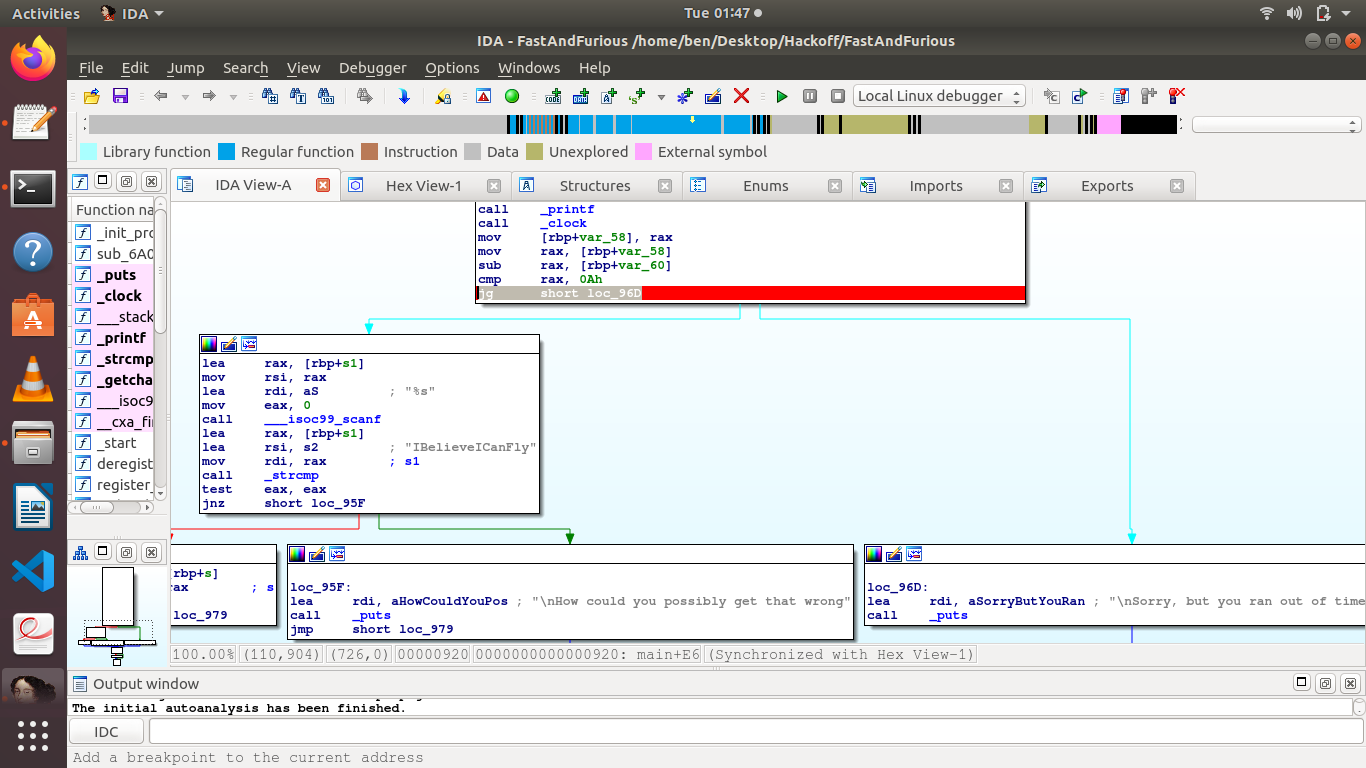 Activities IDA Tue 01:47
IDA - FastAndFurious /home/ben/Desktop/Hackoff/FastAndFurious
File Edit Jump Search View Debugger Options Windows Help
Local Linux debugger
Library function Regular function Instruction Data Unexplored External symbol
IDA View-A Hex View-1 Structures Enums Imports Exports
Function na
_init_pro
sub_6A0
_puts
_clock
___stack
_printf
_strcmp
_getcha
___isoc9
__cxa_fi
_start
deregist
register_
call _printf
call _clock
mov [rbp+var_58], rax
mov rax, [rbp+var_58]
sub rax, [rbp+var_60]
cmp rax, 0Ah
jg short loc_96D
lea rax, [rbp+s1]
mov rsi, rax
lea rdi, aS ; "%s"
mov eax, 0
call ___isoc99_scanf
lea rax, [rbp+s1]
lea rsi, s2 ; "IBelieveICanFly"
mov rdi, rax ; s1
call _strcmp
test eax, eax
jnz short loc_95F
rbp+s]
rax ; s
loc_979
loc_95F:
lea rdi, aHowCouldYouPos ; "\nHow could you possibly get that wrong"
call _puts
jmp short loc_979
loc_96D:
lea rdi, aSorryButYouRan ; "\nSorry, but you ran out of time
call _puts
100.00% (110,904) (726,0) 00000920 0000000000000920: main+E6 (Synchronized with Hex View-1)
Output window
The initial autoanalysis has been finished.
IDC
Add a breakpoint to the current address